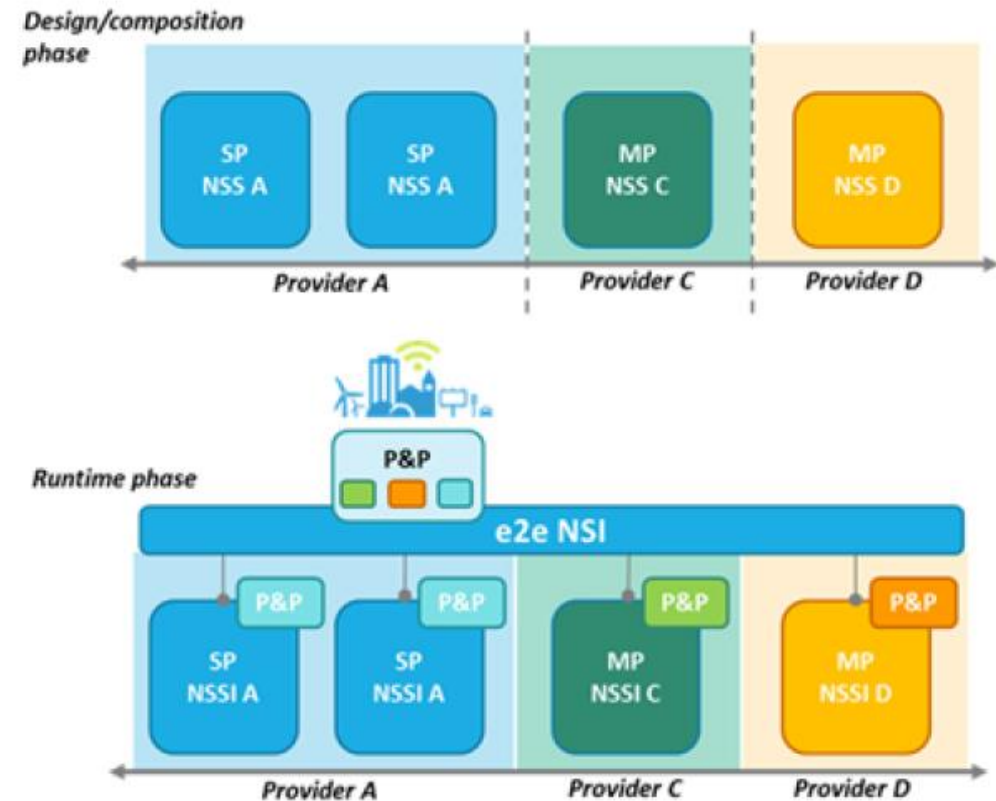 Design/composition
phase
SP
NSS A
SP
NSS A
MP
NSS C
MP
NSS D
Provider A
Provider C
Provider D
P&P
Runtime phase
e2e NSI
P&P
P&P
P&P
P&P
SP
NSSI A
SP
NSSI A
MP
NSSI C
MP
NSSI D
Provider A
Provider C
Provider D